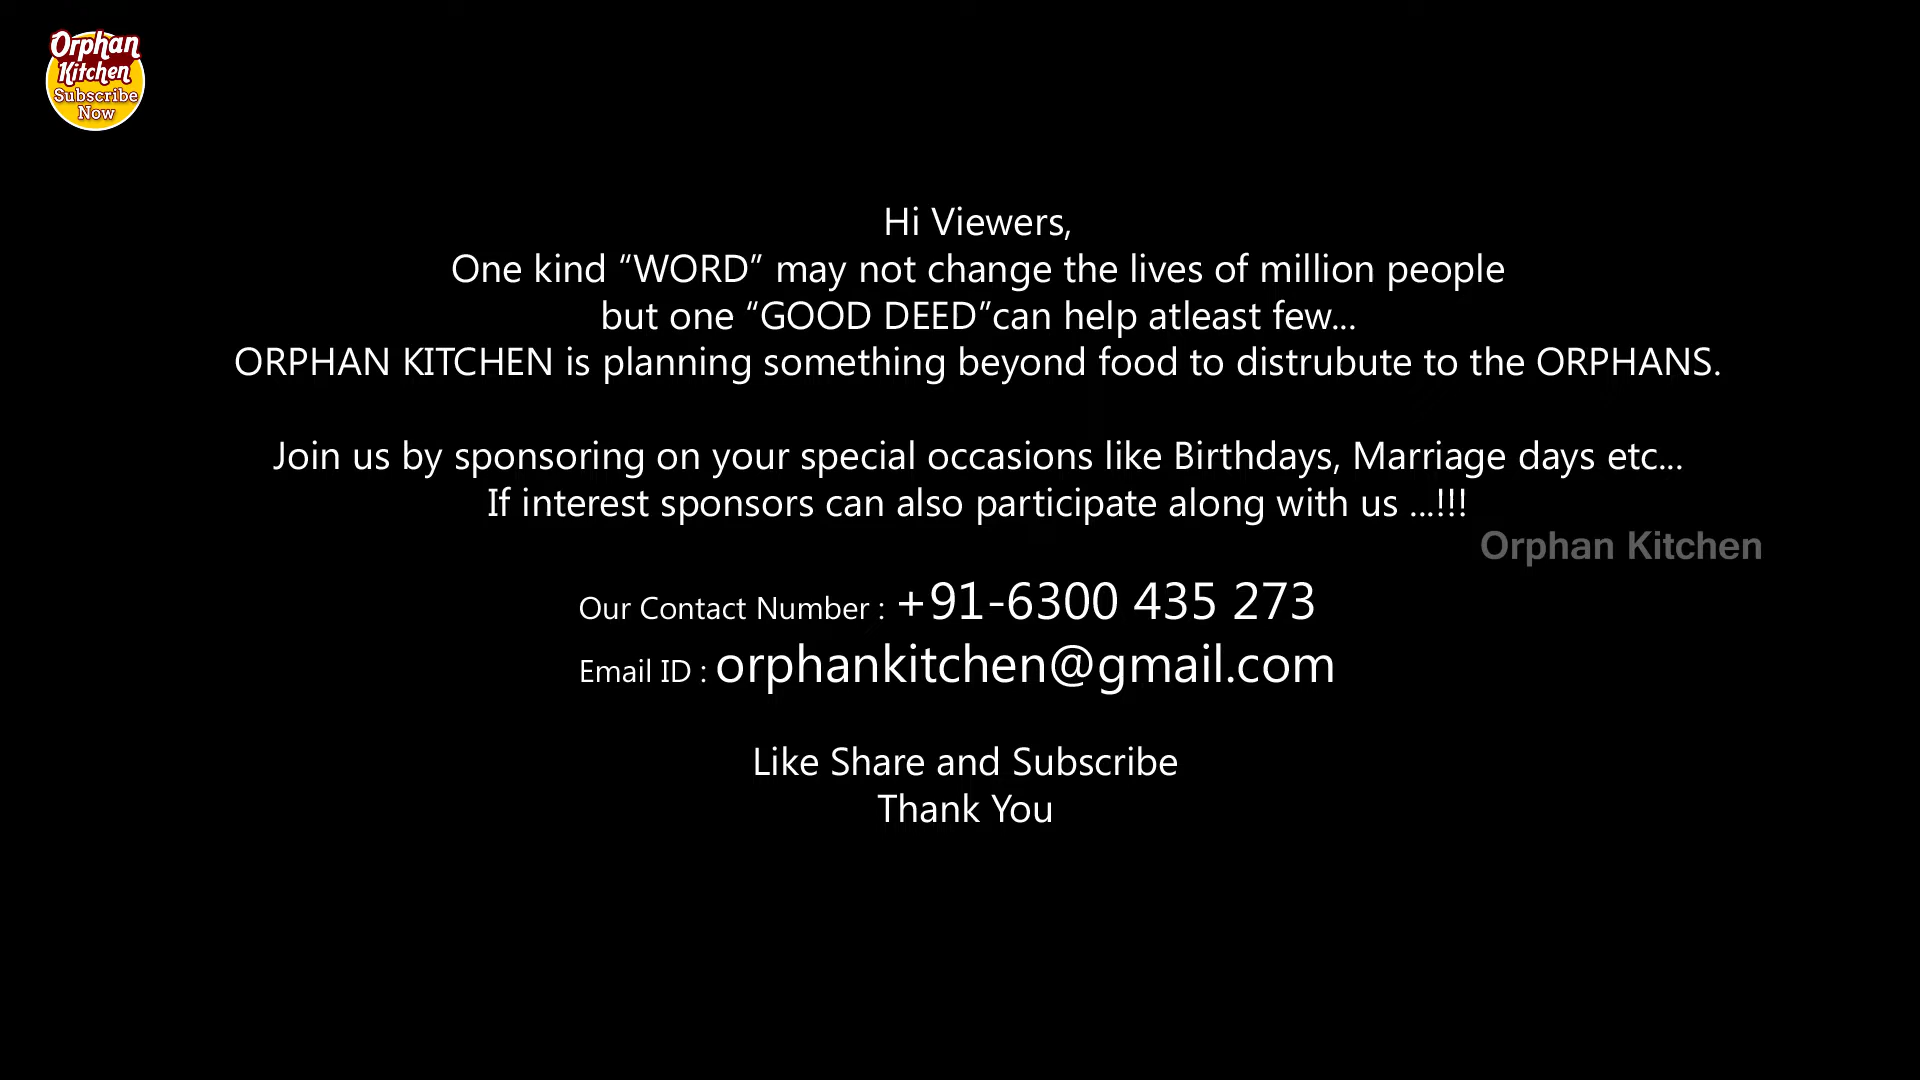 Orphan
Kitchen
Subscribe
Now
Hi Viewers,
One kind “WORD” may not change the lives of million people
but one “GOOD DEED”can help atleast few...
ORPHAN KITCHEN is planning something beyond food to distrubute to the ORPHANS.
Join us by sponsoring on your special occasions like Birthdays, Marriage days etc...
If interest sponsors can also participate along with us ...!!!
Orphan Kitchen
Our Contact Number : +91-6300 435 273
Email ID : orphankitchen@gmail.com
Like Share and Subscribe
Thank You